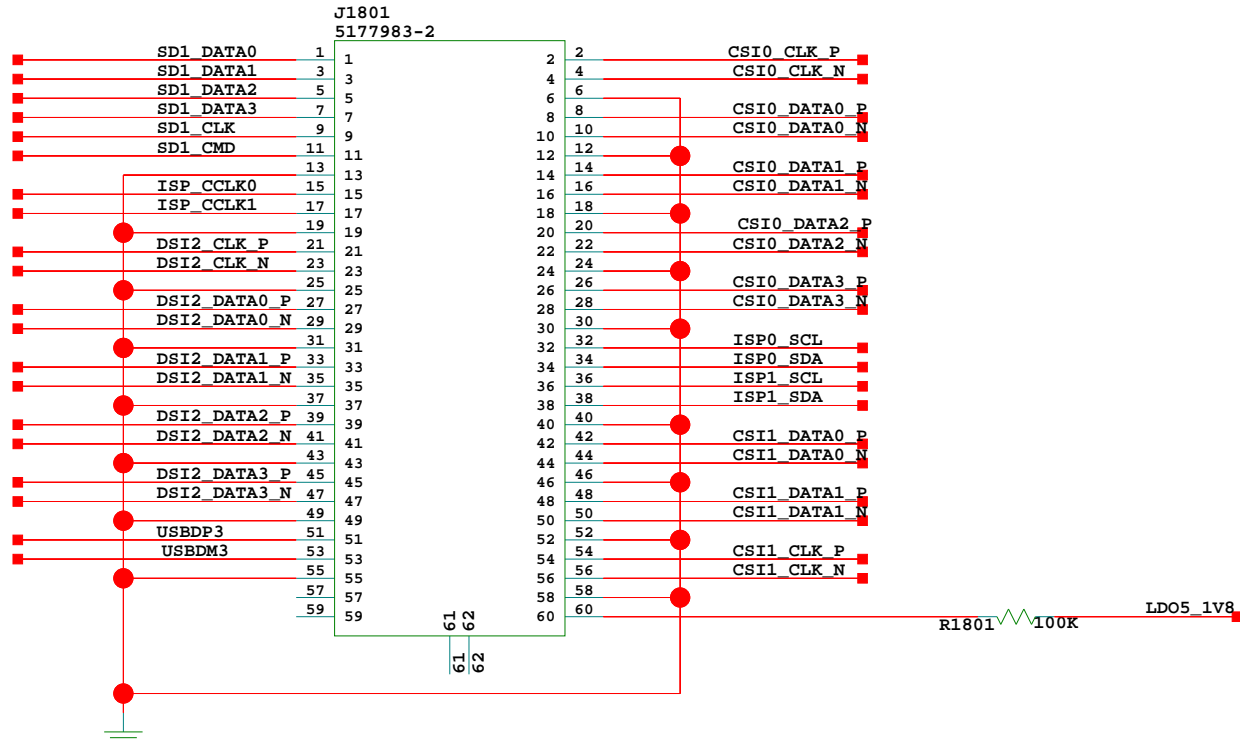 J1801
5177983-2
SD1_DATA0 1 1 2 2 CSI0_CLK_P
SD1_DATA1 3 3 4 4 CSI0_CLK_N
SD1_DATA2 5 5 6 6
SD1_DATA3 7 7 8 8 CSI0_DATA0_P
SD1_CLK 9 9 10 10 CSI0_DATA0_N
SD1_CMD 11 11 12 12
13 13 14 14 CSI0_DATA1_P
ISP_CCLK0 15 15 16 16 CSI0_DATA1_N
ISP_CCLK1 17 17 18 18
19 19 20 20 CSI0_DATA2_P
DSI2_CLK_P 21 21 22 22 CSI0_DATA2_N
DSI2_CLK_N 23 23 24 24
25 25 26 26 CSI0_DATA3_P
DSI2_DATA0_P 27 27 28 28 CSI0_DATA3_N
DSI2_DATA0_N 29 29 30 30
31 31 32 32 ISP0_SCL
DSI2_DATA1_P 33 33 34 34 ISP0_SDA
DSI2_DATA1_N 35 35 36 36 ISP1_SCL
37 37 38 38 ISP1_SDA
DSI2_DATA2_P 39 39 40 40
DSI2_DATA2_N 41 41 42 42 CSI1_DATA0_P
43 43 44 44 CSI1_DATA0_N
DSI2_DATA3_P 45 45 46 46
DSI2_DATA3_N 47 47 48 48 CSI1_DATA1_P
49 49 50 50 CSI1_DATA1_N
USBDP3 51 51 52 52
USBDM3 53 53 54 54 CSI1_CLK_P
55 55 56 56 CSI1_CLK_N
57 57 58 58
59 59 60 60 R1801 100K LDO5_1V8
61 62
61 62